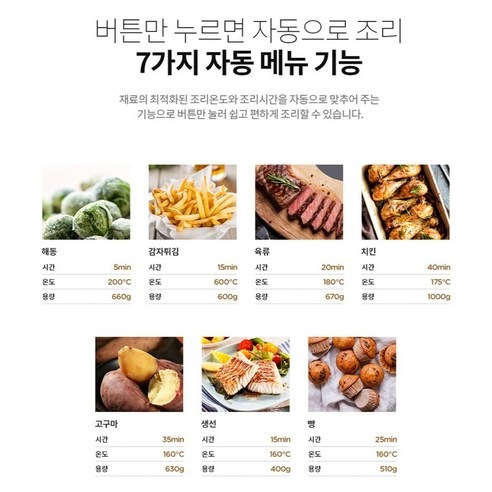 버튼만 누르면 자동으로 조리
7가지 자동 메뉴 기능
재료의 최적화된 조리온도와 조리시간을 자동으로 맞추어 주는
기능으로 버튼만 눌러 쉽고 편하게 조리할 수 있습니다.
해동
시간 5min
온도 200°C
용량 660g
감자튀김
시간 15min
온도 600°C
용량 600g
육류
시간 20min
온도 180°C
용량 670g
치킨
시간 40min
온도 175°C
용량 1000g
고구마
시간 35min
온도 160°C
용량 630g
생선
시간 15min
온도 160°C
용량 400g
빵
시간 25min
온도 160°C
용량 510g